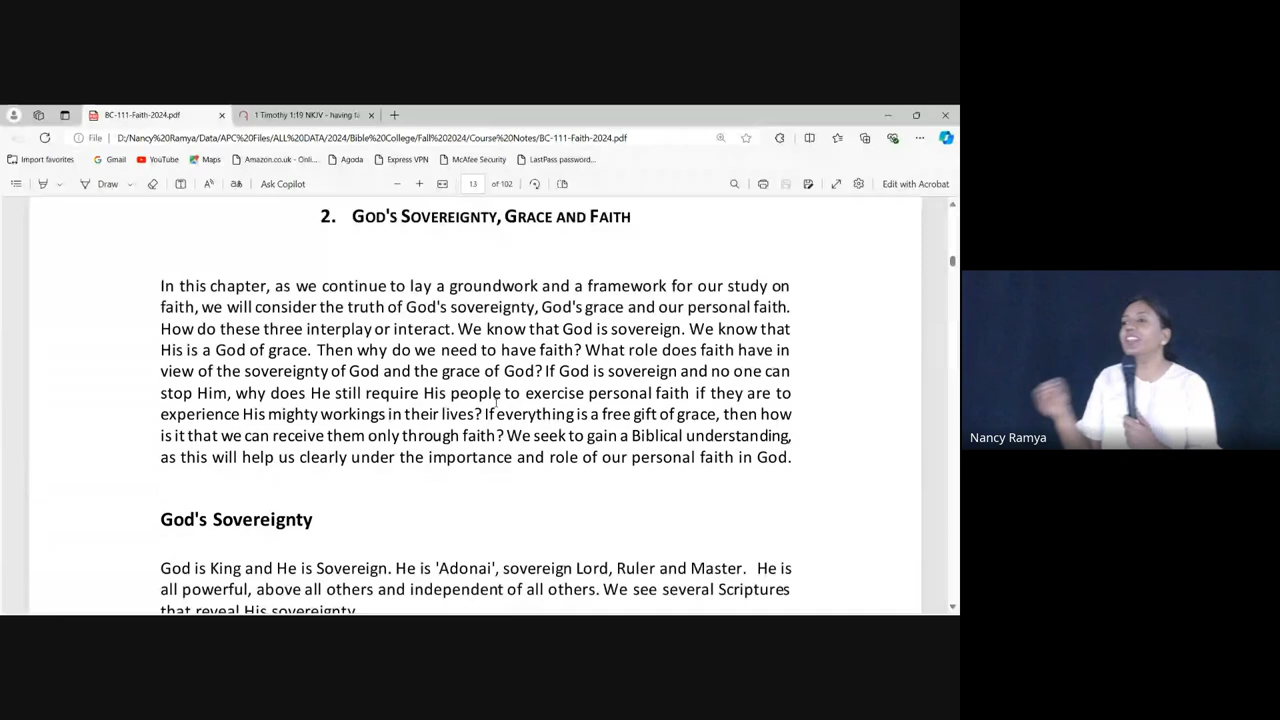 BC-111-Faith-2024.pdf
1 Timothy 1:19 NKJV - having fa
File
D:/Nancy%20Ramya/Data/APC%20Files/ALL%20DATA/2024/Bible%20College/Fall%202024/Course%20Notes/BC-111-Faith-2024.pdf
Import favorites
Gmail
YouTube
Maps
Amazon.co.uk - Onli...
Agoda
Express VPN
McAfee Security
LastPass password...
Draw
Ask Copilot
13 of 102
Edit with Acrobat
2. GOD'S SOVEREIGNTY, GRACE AND FAITH
In this chapter, as we continue to lay a groundwork and a framework for our study on
faith, we will consider the truth of God's sovereignty, God's grace and our personal faith.
How do these three interplay or interact. We know that God is sovereign. We know that
His is a God of grace. Then why do we need to have faith? What role does faith have in
view of the sovereignty of God and the grace of God? If God is sovereign and no one can
stop Him, why does He still require His people to exercise personal faith if they are to
experience His mighty workings in their lives? If everything is a free gift of grace, then how
is it that we can receive them only through faith? We seek to gain a Biblical understanding,
as this will help us clearly under the importance and role of our personal faith in God.
God's Sovereignty
God is King and He is Sovereign. He is 'Adonai', sovereign Lord, Ruler and Master. He is
all powerful, above all others and independent of all others. We see several Scriptures
that reveal His sovereignty.
Nancy Ramya